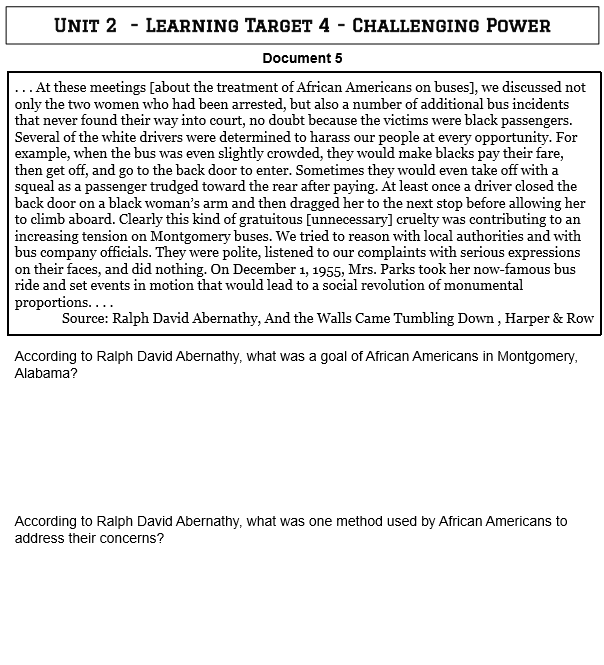 Unit 2 - Learning Target 4 - Challenging Power
Document 5
. . . At these meetings [about the treatment of African Americans on buses], we discussed not
only the two women who had been arrested, but also a number of additional bus incidents
that never found their way into court, no doubt because the victims were black passengers.
Several of the white drivers were determined to harass our people at every opportunity. For
example, when the bus was even slightly crowded, they would make blacks pay their fare,
then get off, and go to the back door to enter. Sometimes they would even take off with a
squeal as a passenger trudged toward the rear after paying. At least once a driver closed the
back door on a black woman's arm and then dragged her to the next stop before allowing her
to climb aboard. Clearly this kind of gratuitous [unnecessary] cruelty was contributing to an
increasing tension on Montgomery buses. We tried to reason with local authorities and with
bus company officials. They were polite, listened to our complaints with serious expressions
on their faces, and did nothing. On December 1, 1955, Mrs. Parks took her now-famous bus
ride and set events in motion that would lead to a social revolution of monumental
proportions. . . .
Source: Ralph David Abernathy, And the Walls Came Tumbling Down , Harper & Row
According to Ralph David Abernathy, what was a goal of African Americans in Montgomery,
Alabama?
According to Ralph David Abernathy, what was one method used by African Americans to
address their concerns?